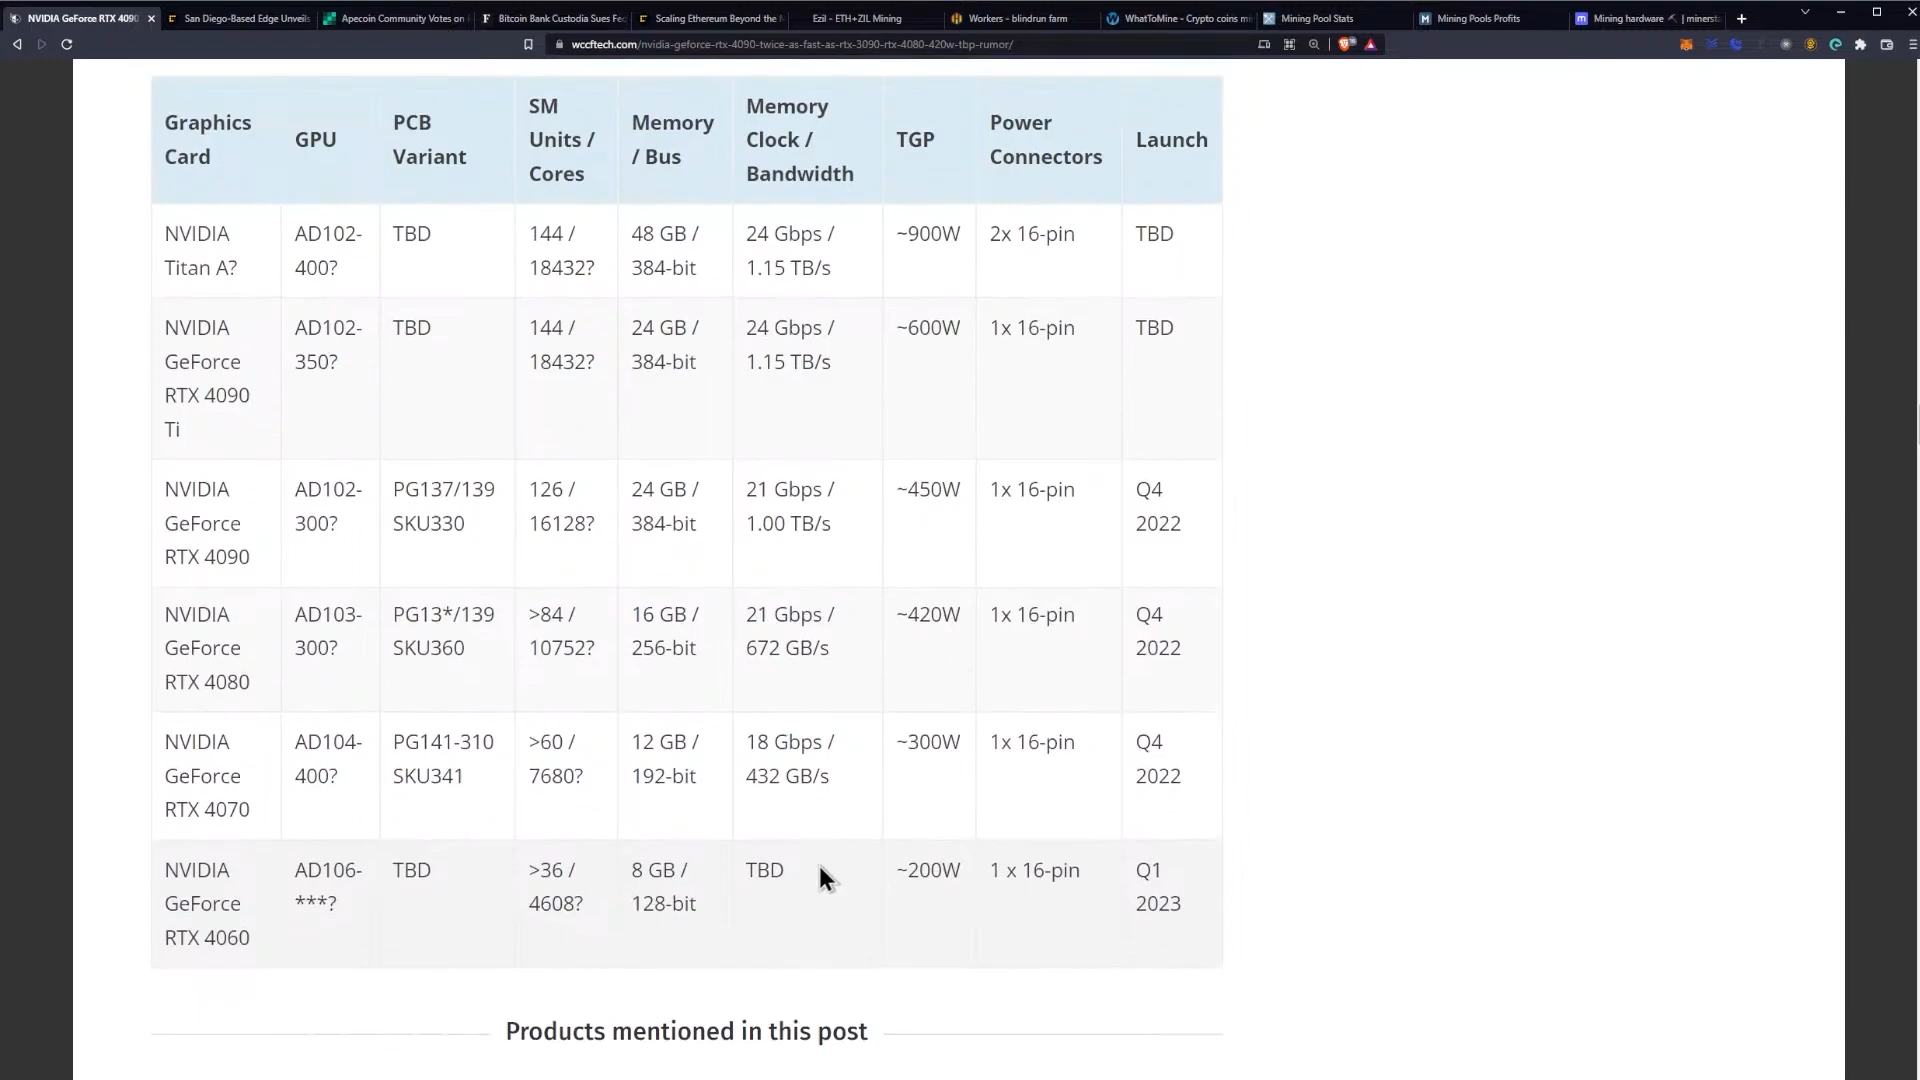 NVIDIA GeForce RTX 4090
San Diego-Based Edge Unveils
Apecoin Community Votes on
Bitcoin Bank Custodia Sues Fed
Scaling Ethereum Beyond the
Ezil - ETH+ZIL Mining
Workers - blindrun farm
WhatToMine - Crypto coins mi
Mining Pool Stats
Mining Pools Profits
Mining hardware ⛏ | minerst
wccftech.com/nvidia-geforce-rtx-4090-twice-as-fast-as-rtx-3090-rtx-4080-420w-tbp-rumor/
Graphics
Card
GPU
PCB
Variant
SM
Units /
Cores
Memory
/ Bus
Memory
Clock /
Bandwidth
TGP
Power
Connectors
Launch
NVIDIA
Titan A?
AD102-
400?
TBD
144 /
18432?
48 GB /
384-bit
24 Gbps /
1.15 TB/s
~900W
2x 16-pin
TBD
NVIDIA
GeForce
RTX 4090
Ti
AD102-
350?
TBD
144 /
18432?
24 GB /
384-bit
24 Gbps /
1.15 TB/s
~600W
1x 16-pin
TBD
NVIDIA
GeForce
RTX 4090
AD102-
300?
PG137/139
SKU330
126 /
16128?
24 GB /
384-bit
21 Gbps /
1.00 TB/s
~450W
1x 16-pin
Q4
2022
NVIDIA
GeForce
RTX 4080
AD103-
300?
PG13*/139
SKU360
>84 /
10752?
16 GB /
256-bit
21 Gbps /
672 GB/s
~420W
1x 16-pin
Q4
2022
NVIDIA
GeForce
RTX 4070
AD104-
400?
PG141-310
SKU341
>60 /
7680?
12 GB /
192-bit
18 Gbps /
432 GB/s
~300W
1x 16-pin
Q4
2022
NVIDIA
GeForce
RTX 4060
AD106-
***?
TBD
>36 /
4608?
8 GB /
128-bit
TBD
~200W
1 x 16-pin
Q1
2023
Products mentioned in this post